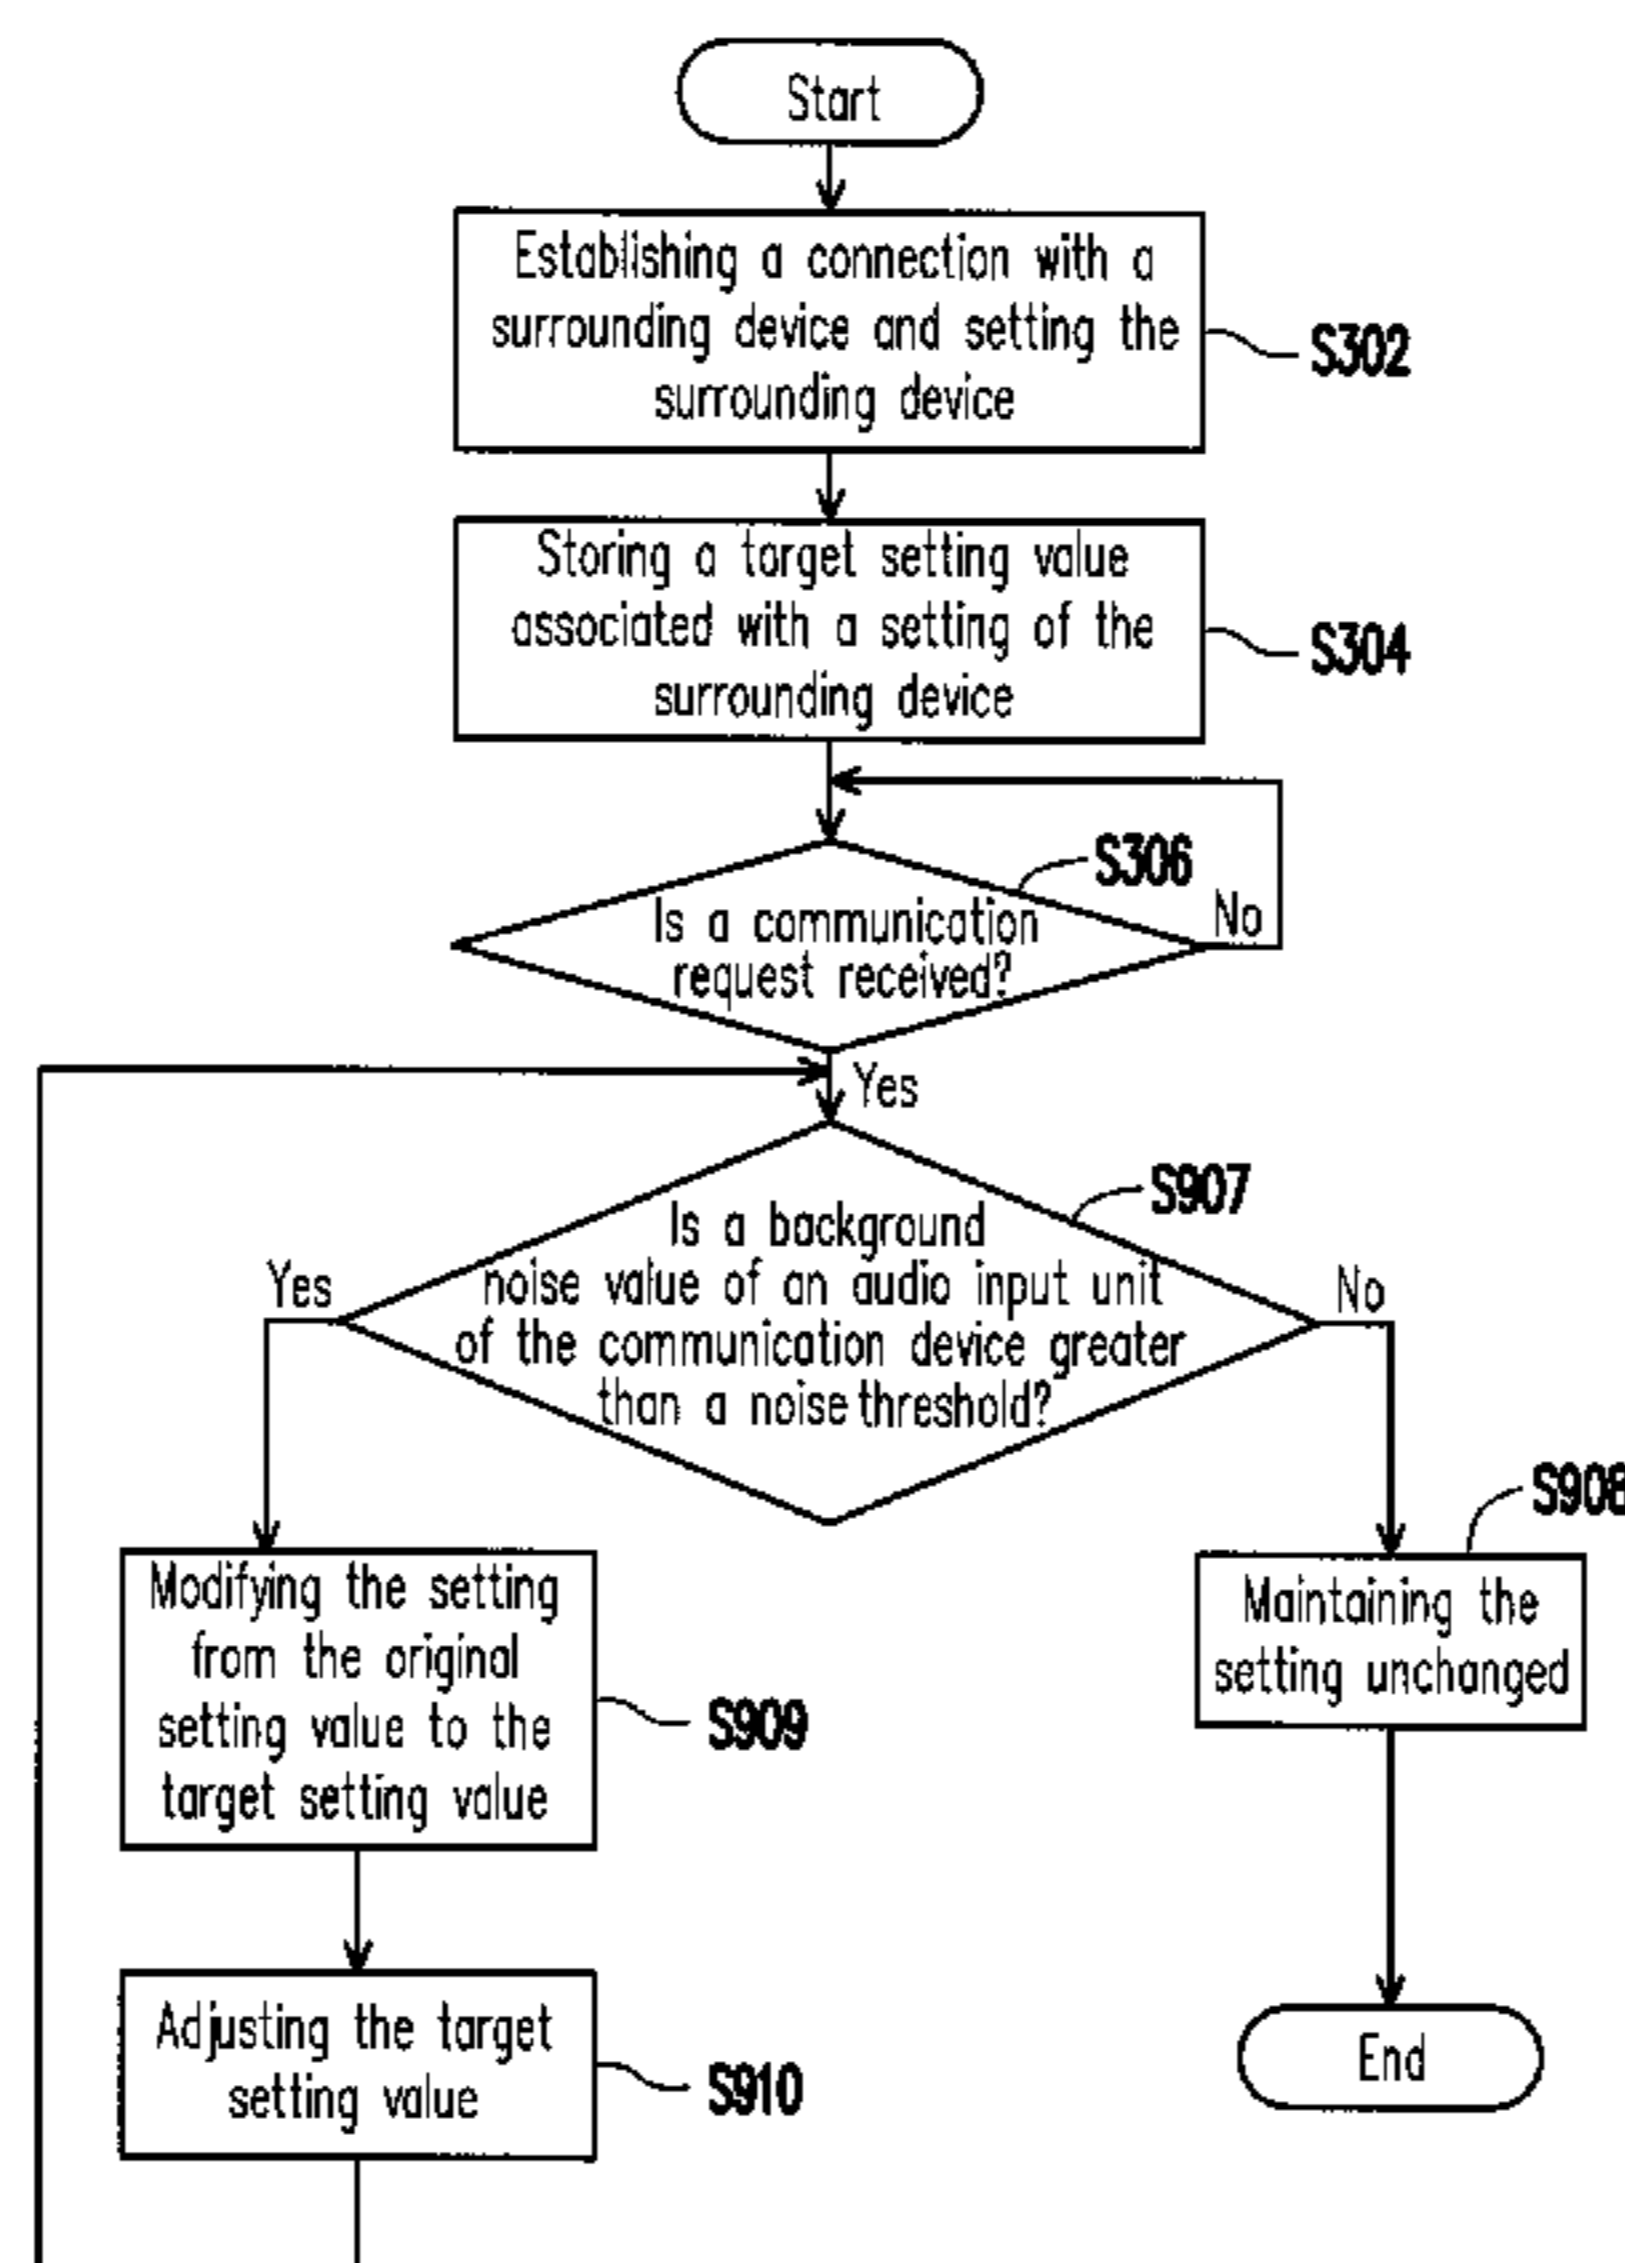 Start
Establishing a connection with a
surrounding device and setting the
surrounding device
S302
Storing a target setting value
associated with a setting of the
surrounding device
S304
S306
Is a communication
request received?
No
Yes
S907
Is a background
noise value of an audio input unit
of the communication device greater
than a noise threshold?
Yes
No
S908
Modifying the setting
from the original
setting value to the
target setting value
S909
Maintaining the
setting unchanged
Adjusting the target
setting value
S910
End